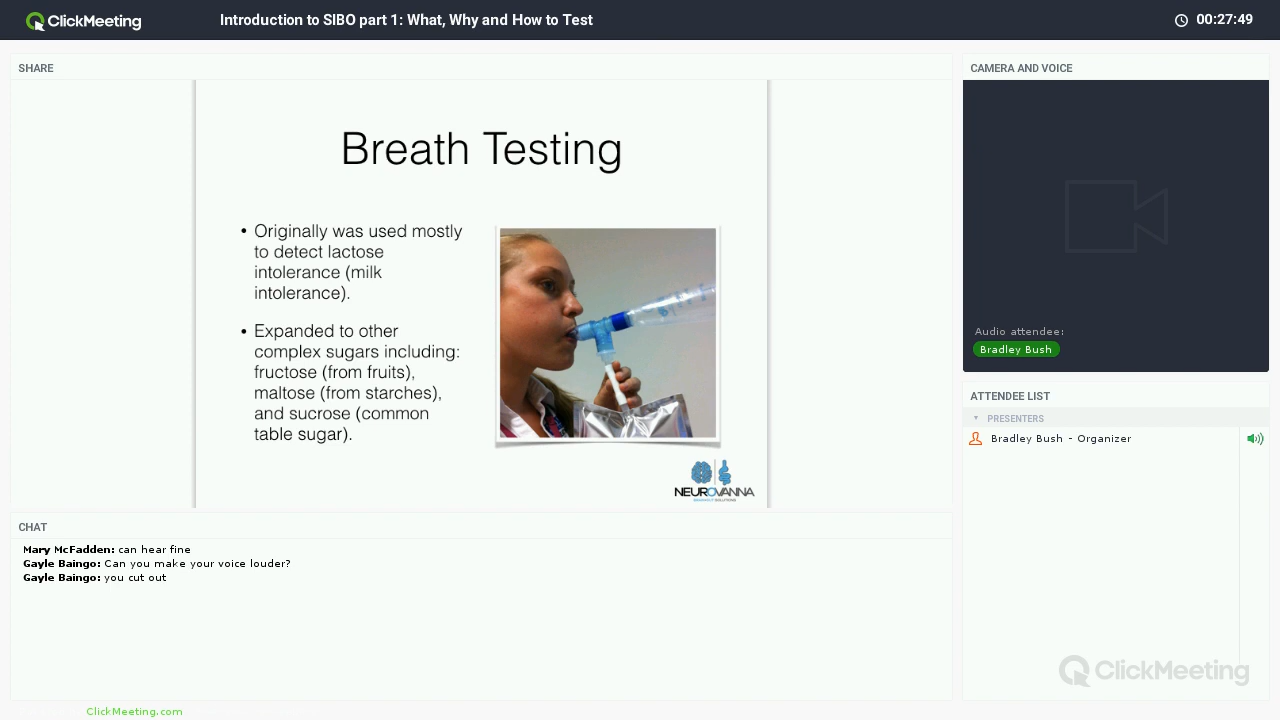 ClickMeeting
Introduction to SIBO part 1: What, Why and How to Test
00:27:49
SHARE
Breath Testing
• Originally was used mostly
to detect lactose
intolerance (milk
intolerance).
• Expanded to other
complex sugars including:
fructose (from fruits),
maltose (from starches),
and sucrose (common
table sugar).
NEUROVANNA
CAMERA AND VOICE
Audio attendee:
Bradley Bush
ATTENDEE LIST
PRESENTERS
Bradley Bush - Organizer
CHAT
Mary McFadden: can hear fine
Gayle Baingo: Can you make your voice louder?
Gayle Baingo: you cut out
ClickMeeting
ClickMeeting.com